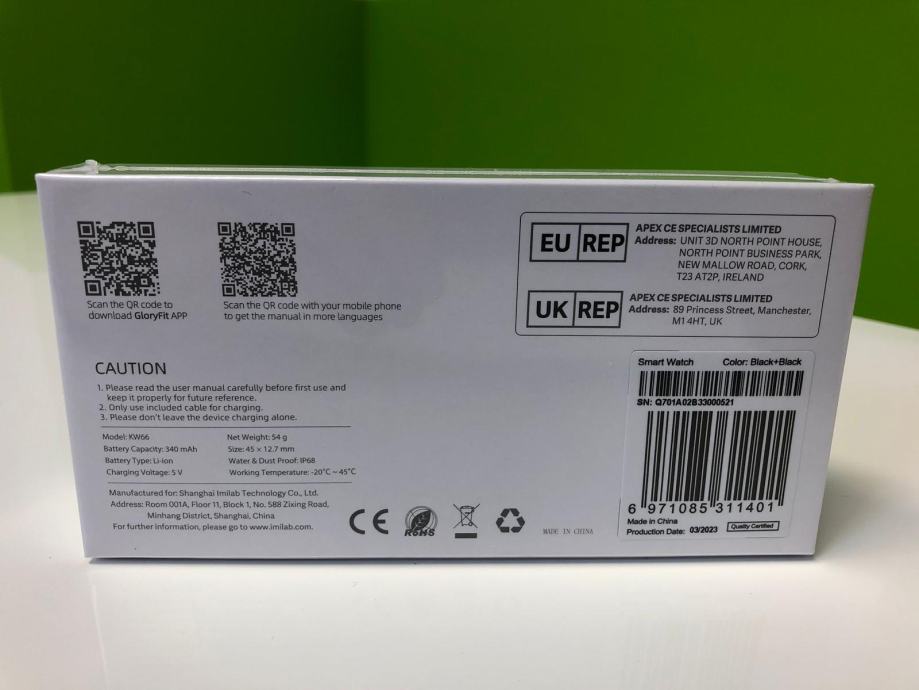 Scan the QR code to
download GloryFit APP
Scan the QR code with your mobile phone
to get the manual in more languages
EU REP
APEX CE SPECIALISTS LIMITED
Address: UNIT 3D NORTH POINT HOUSE,
NORTH POINT BUSINESS PARK,
NEW MALLOW ROAD, CORK,
T23 AT2P, IRELAND
UK REP
APEX CE SPECIALISTS LIMITED
Address: 89 Princess Street, Manchester,
M1 4HT, UK
CAUTION
1. Please read the user manual carefully before first use and
keep it properly for future reference.
2. Only use included cable for charging.
3. Please don't leave the device charging alone.
Model: KW66 Net Weight: 54 g
Battery Capacity: 340 mAh Size: 45 × 12.7 mm
Battery Type: Li-ion Water & Dust Proof: IP68
Charging Voltage: 5 V Working Temperature: -20°C ~ 45°C
Manufactured for: Shanghai Imilab Technology Co., Ltd.
Address: Room 001A, Floor 11, Block 1, No. 588 Zixing Road,
Minhang District, Shanghai, China
For further information, please go to www.imilab.com.
CE
RoHS
MADE IN CHINA
Smart Watch Color: Black+Black
SN: Q701A02B33000521
6 971085 311401
Made in China
Production Date: 03/2023 Quality Certified